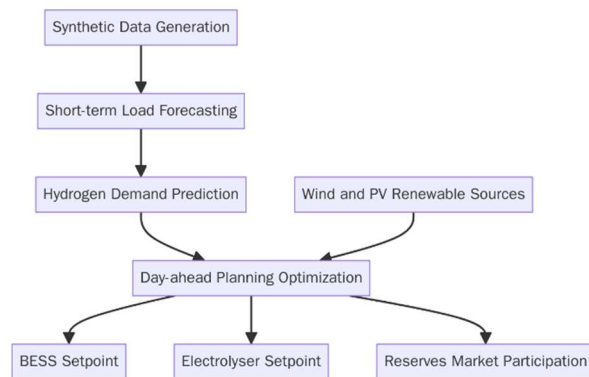 Synthetic Data Generation
Short-term Load Forecasting
Hydrogen Demand Prediction
Wind and PV Renewable Sources
Day-ahead Planning Optimization
BESS Setpoint
Electrolyser Setpoint
Reserves Market Participation